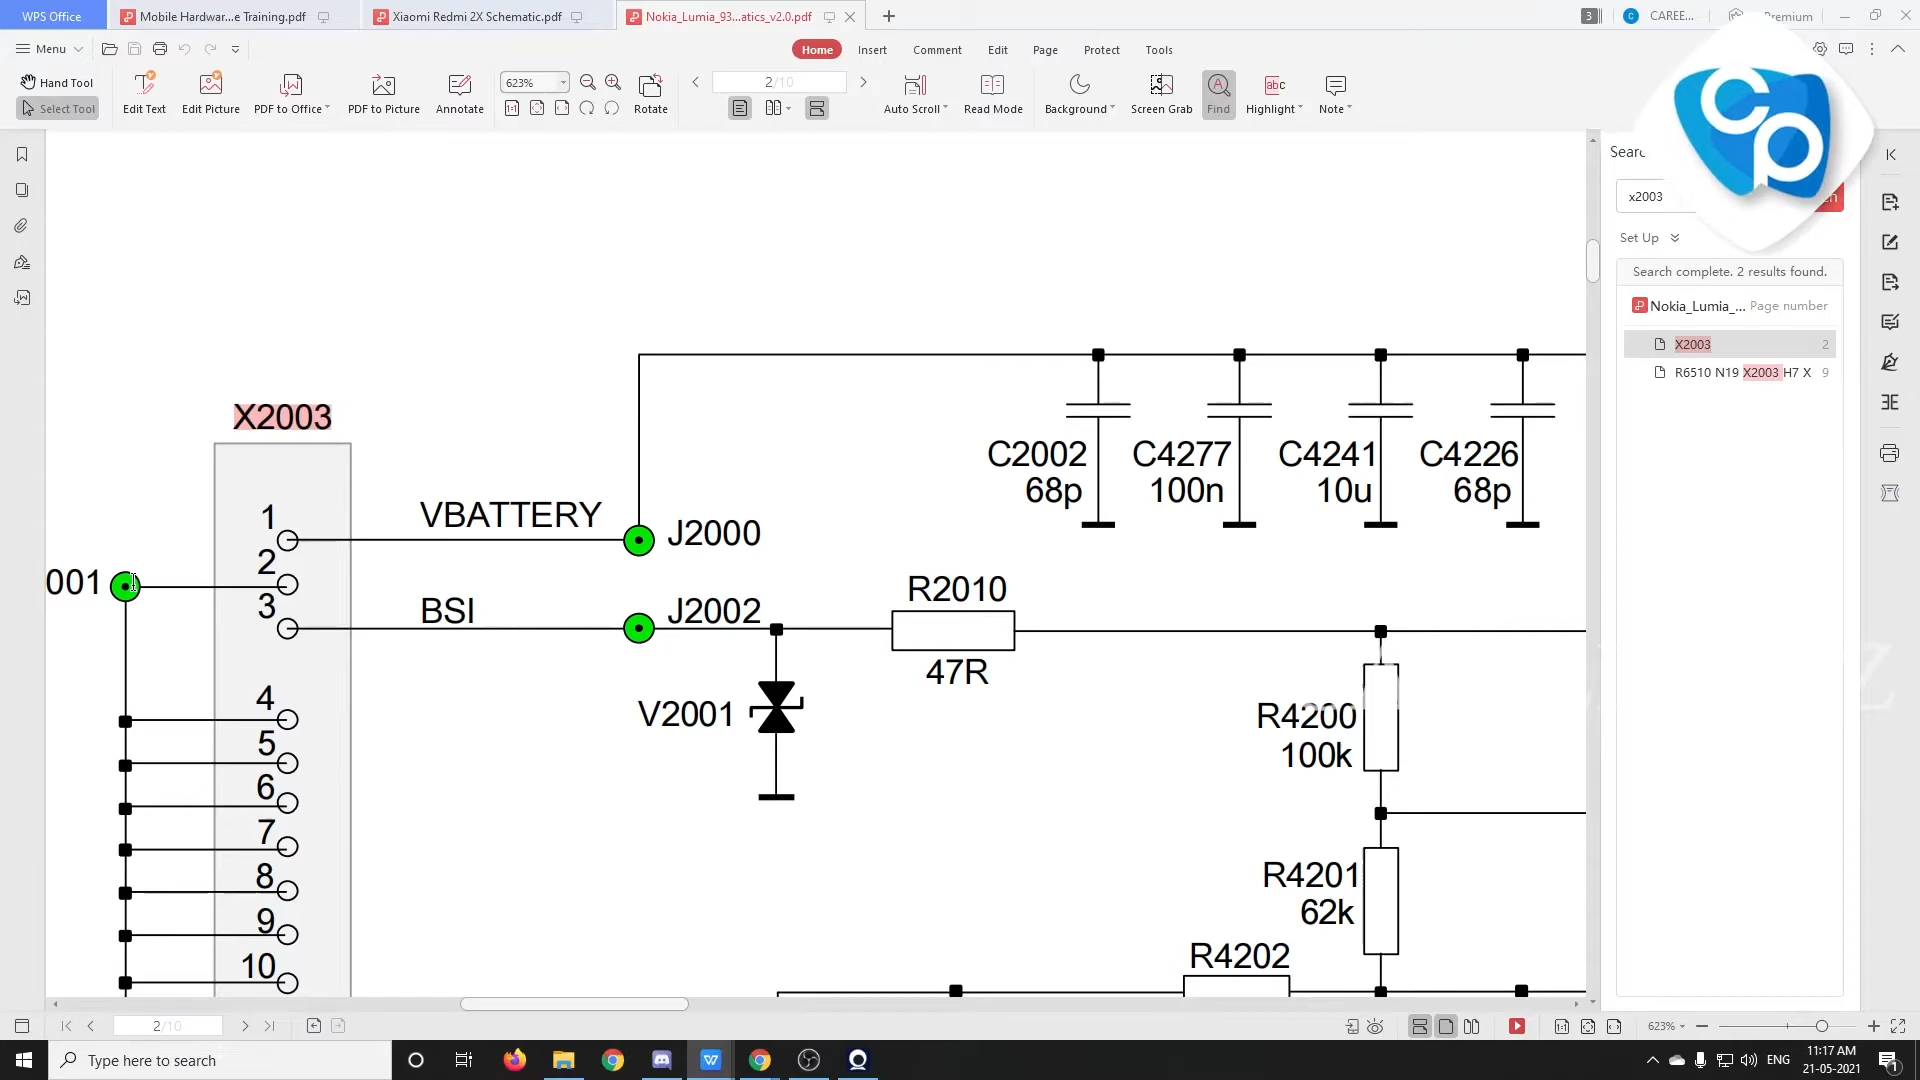 WPS Office
Mobile Hardwar...e Training.pdf
Xiaomi Redmi 2X Schematic.pdf
Nokia_Lumia_93...atics_v2.0.pdf
3
C
CAREE...
Premium
Menu
Home
Insert
Comment
Edit
Page
Protect
Tools
Hand Tool
Select Tool
Edit Text
Edit Picture
PDF to Office
PDF to Picture
Annotate
623%
Rotate
2/10
Auto Scroll
Read Mode
Background
Screen Grab
Find
Highlight
Note
cp
Searc
x2003
Set Up
Search complete. 2 results found.
Nokia_Lumia_... Page number
X2003 2
R6510 N19 X2003 H7 X 9
X2003
1
2
3
4
5
6
7
8
9
10
001
VBATTERY
J2000
BSI
J2002
V2001
R2010
47R
C2002
68p
C4277
100n
C4241
10u
C4226
68p
R4200
100k
R4201
62k
R4202
2/10
623%
Type here to search
ENG
11:17 AM
21-05-2021
1